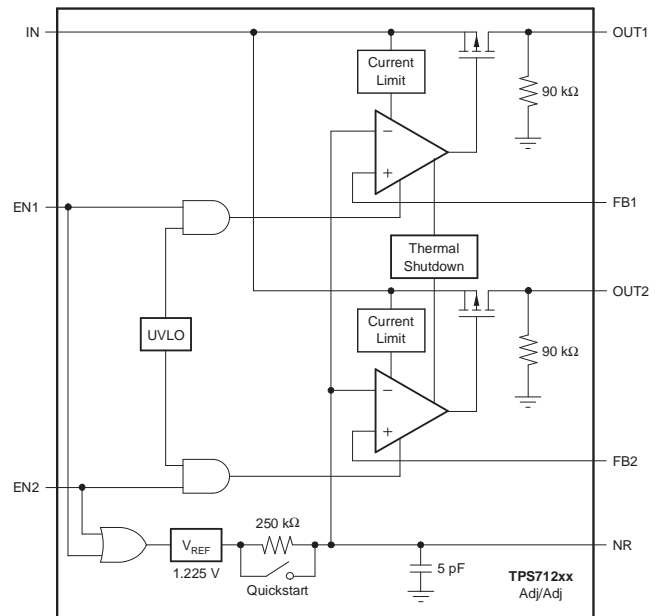 IN
OUT1
Current
Limit
90 kΩ
−
+
EN1
FB1
Thermal
Shutdown
OUT2
UVLO
Current
Limit
90 kΩ
−
+
FB2
EN2
250 kΩ
VREF
NR
1.225 V
Quickstart
5 pF
TPS712xx
Adj/Adj